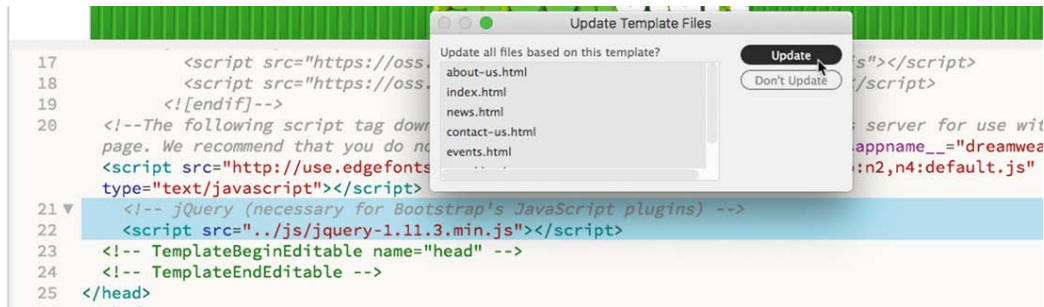 Update Template Files
Update all files based on this template?
about-us.html
index.html
news.html
contact-us.html
events.html
Update
Don't Update
17 <script src="https://oss. s"></script>
18 <script src="https://oss. /script>
19 <![endif]-->
20 <!--The following script tag down s server for use wit
page. We recommend that you do no appname__="dreamwea
<script src="http://use.edgefonts :n2,n4:default.js"
type="text/javascript"></script>
21 <!-- jQuery (necessary for Bootstrap's JavaScript plugins) -->
22 <script src="../js/jquery-1.11.3.min.js"></script>
23 <!-- TemplateBeginEditable name="head" -->
24 <!-- TemplateEndEditable -->
25 </head>